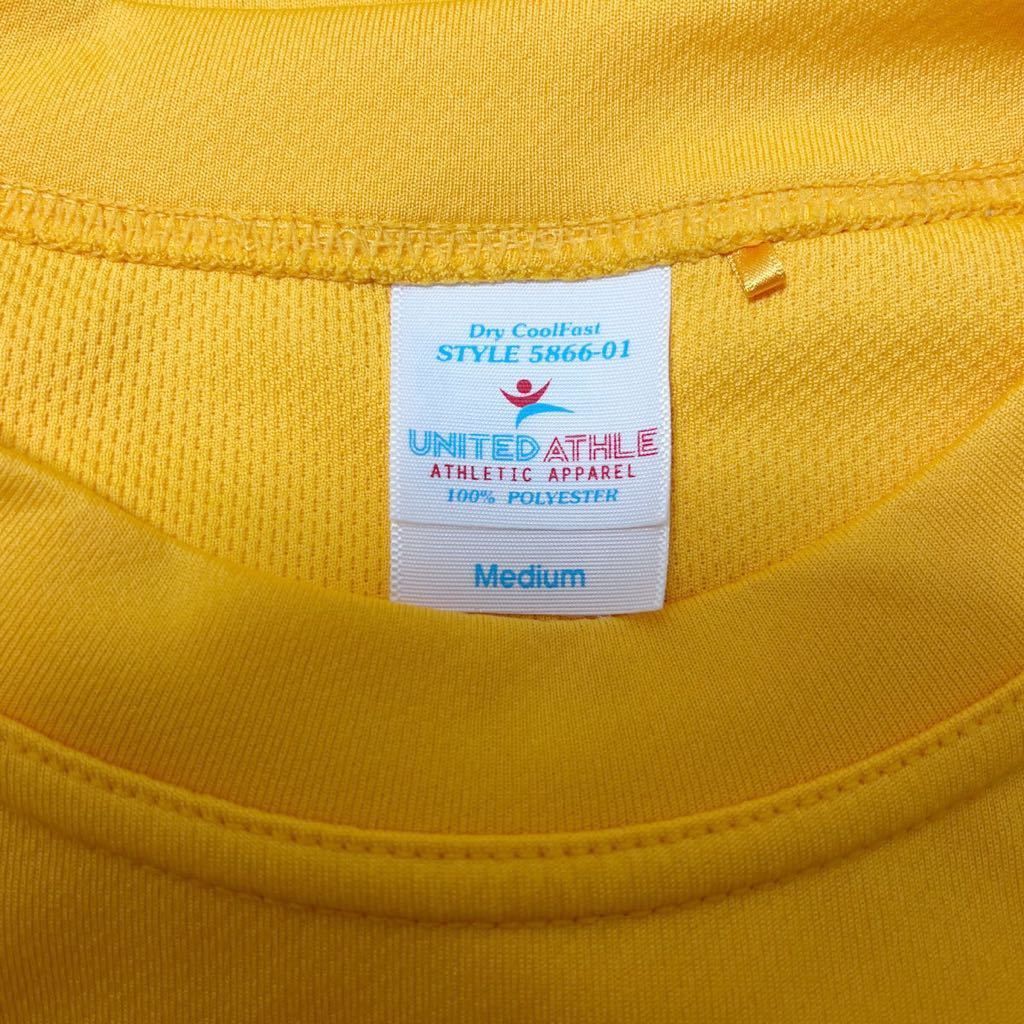 Dry CoolFast
STYLE 5866-01
UNITED ATHLE
ATHLETIC APPAREL
100% POLYESTER
Medium